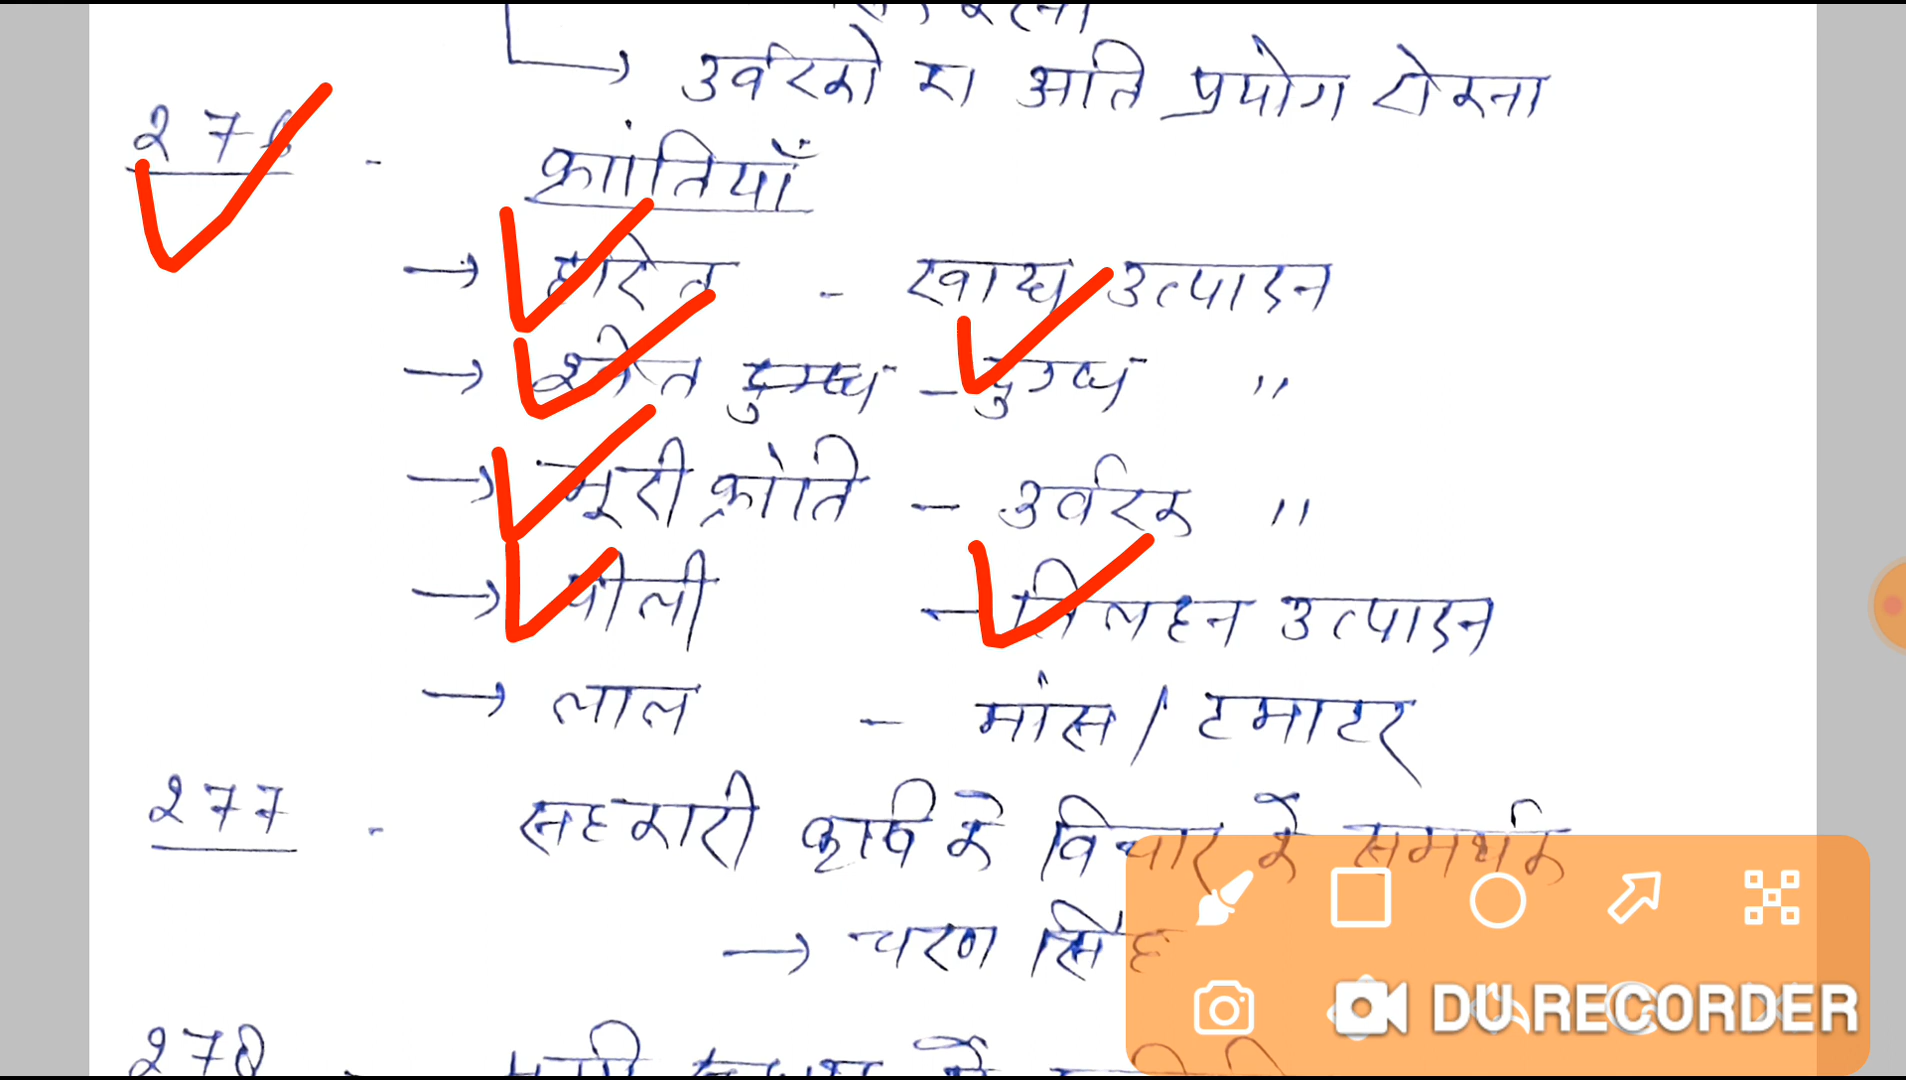 उर्वरको का अति प्रयोग रोकना
276 - क्रांतियाँ
→ हरित - खाद्य उत्पादन
→ श्वेत - दुग्ध "
→ भूरी क्रांति - उर्वरक "
→ पीली - तिलहन उत्पादन
→ लाल - मांस / टमाटर
277 - सहकारी कृषि के विचार के समर्थक
→ चरण सिंह
278
DU RECORDER